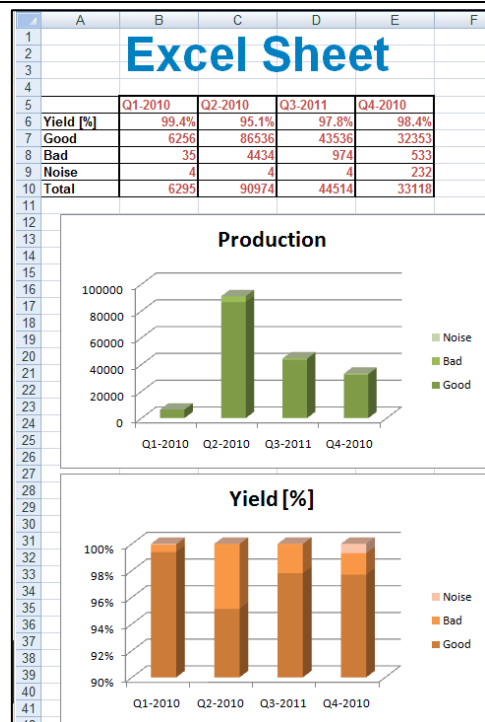 A B C D E F
1
2
3
Excel Sheet
4
5 Q1-2010 Q2-2010 Q3-2011 Q4-2010
6 Yield [%] 99.4% 95.1% 97.8% 98.4%
7 Good 6256 86536 43536 32353
8 Bad 35 4434 974 533
9 Noise 4 4 4 232
10 Total 6295 90974 44514 33118
11
12
13
14
15
16
17
18
19
20
21
22
23
24
25
26
Production
100000
80000
60000
40000
20000
0
Q1-2010 Q2-2010 Q3-2011 Q4-2010
Noise
Bad
Good
27
28
29
30
31
32
33
34
35
36
37
38
39
40
41
Yield [%]
100%
98%
96%
94%
92%
90%
Q1-2010 Q2-2010 Q3-2011 Q4-2010
Noise
Bad
Good